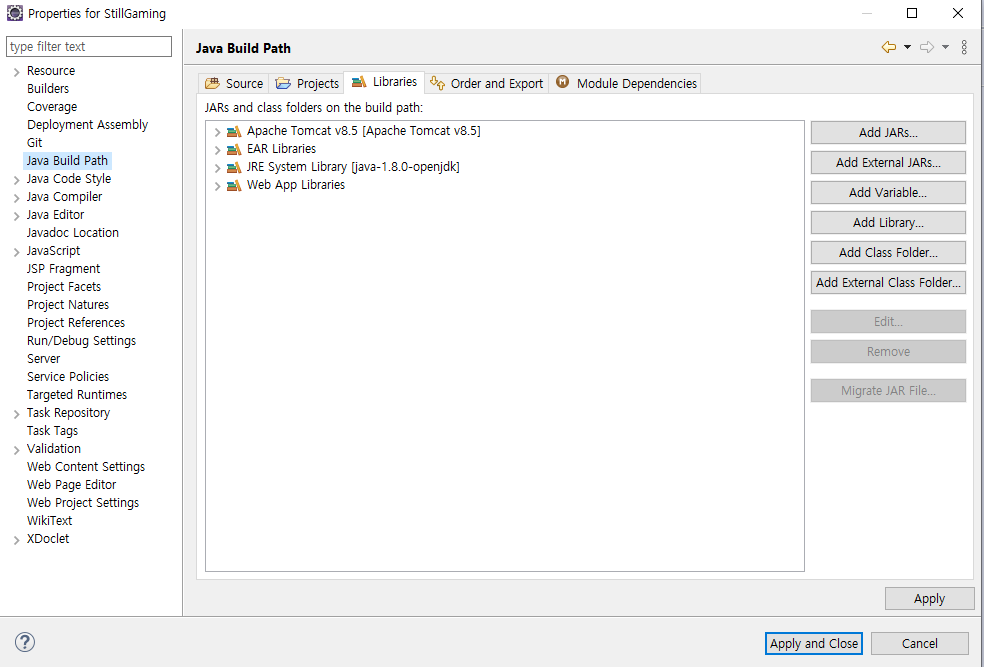 Properties for StillGaming
type filter text
Resource
Builders
Coverage
Deployment Assembly
Git
Java Build Path
Java Code Style
Java Compiler
Java Editor
Javadoc Location
JavaScript
JSP Fragment
Project Facets
Project Natures
Project References
Run/Debug Settings
Server
Service Policies
Targeted Runtimes
Task Repository
Task Tags
Validation
Web Content Settings
Web Page Editor
Web Project Settings
WikiText
XDoclet
Java Build Path
Source Projects Libraries Order and Export M Module Dependencies
JARs and class folders on the build path:
Apache Tomcat v8.5 [Apache Tomcat v8.5]
EAR Libraries
JRE System Library [java-1.8.0-openjdk]
Web App Libraries
Add JARs...
Add External JARs...
Add Variable...
Add Library...
Add Class Folder...
Add External Class Folder...
Edit...
Remove
Migrate JAR File...
Apply
?
Apply and Close Cancel